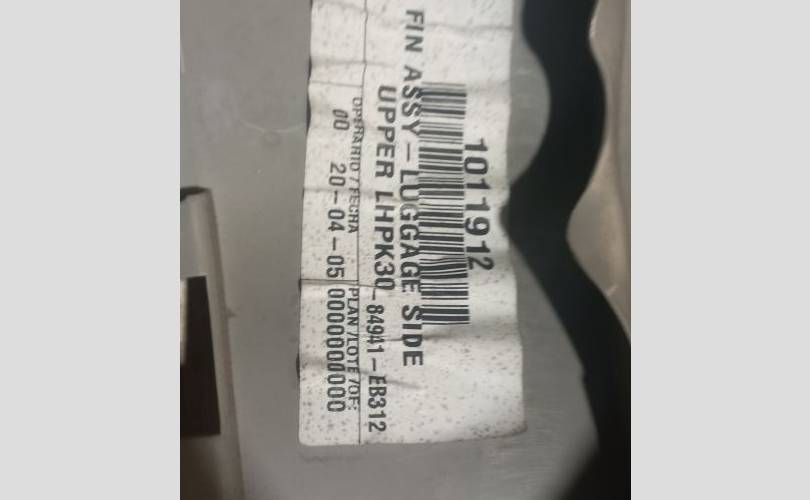 1011912
FIN ASSY-LUGGAGE SIDE
UPPER LHPK30-84941-EB312
OPERARIO / FECHA PLAN /LOTE /OF:
00 20-04-05 0000000000